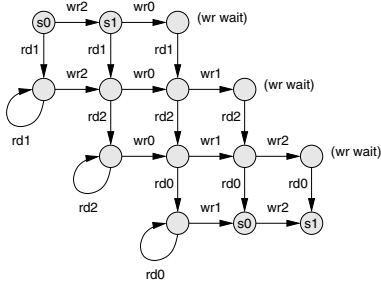 wr2 wr0
s0 s1 (wr wait)
rd1 rd1 rd1
wr2 wr0 wr1
(wr wait)
rd1 rd2 rd2 rd2
wr0 wr1 wr2
(wr wait)
rd2 rd0 rd0 rd0
wr1 wr2
s0 s1
rd0